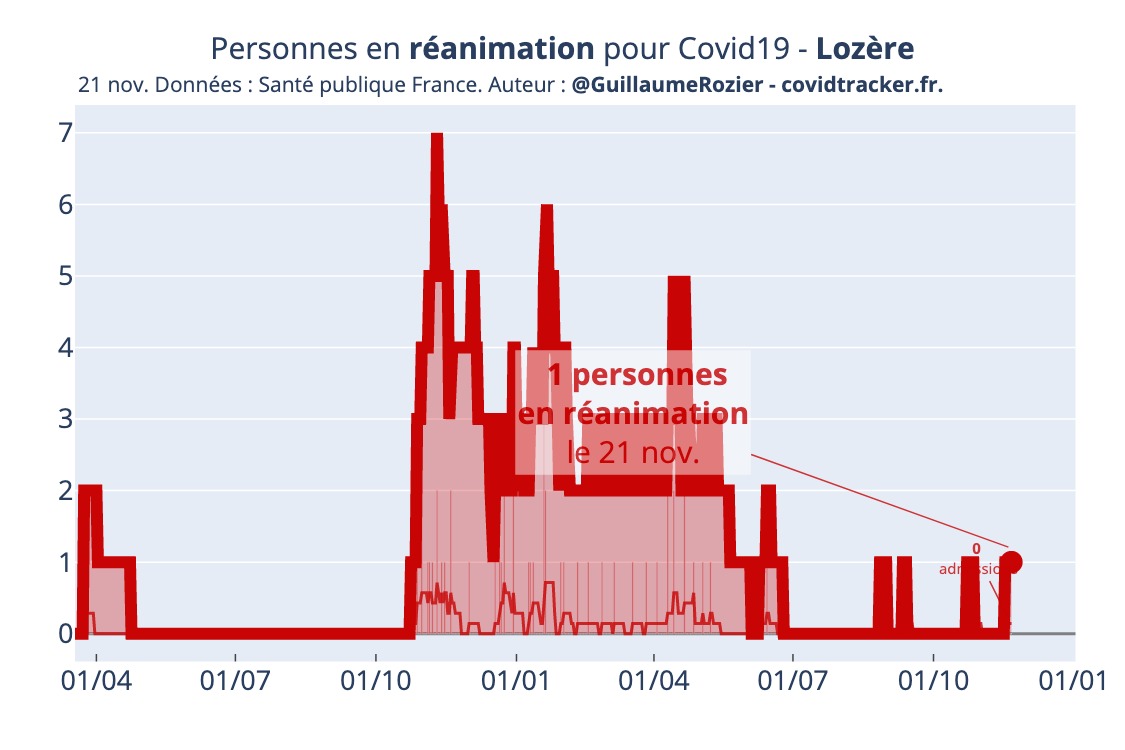 Personnes en réanimation pour Covid19 - Lozère
21 nov. Données : Santé publique France. Auteur : @GuillaumeRozier - covidtracker.fr.
7
6
5
4
3
2
1
0
1 personnes
en réanimation
le 21 nov.
0
01/04 01/07 01/10 01/01 01/04 01/07 01/10 01/01